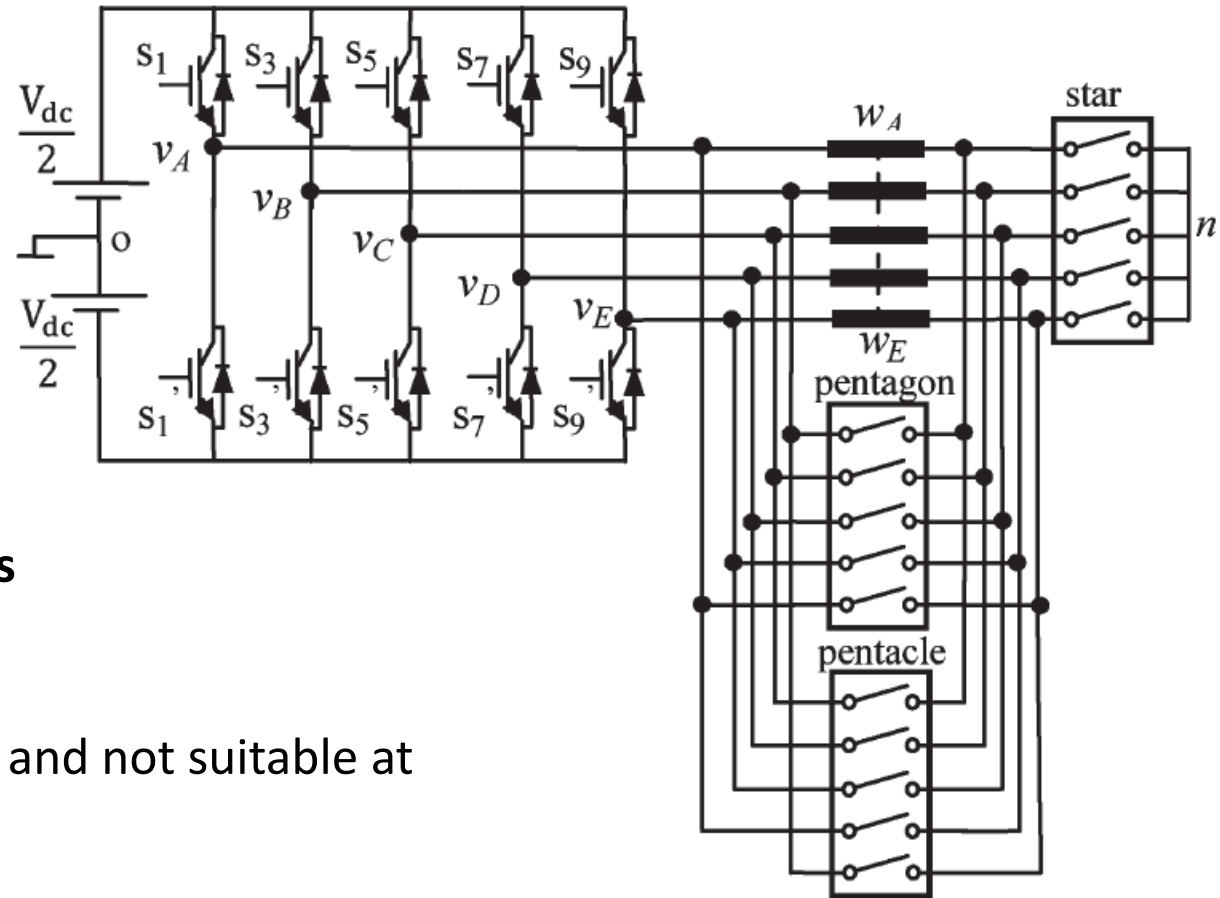 s1 s3 s5 s7 s9
star
Vdc
2
wA
vA
vB
n
o
vC
vD
Vdc
2
vE
wE
pentagon
s1' s3' s5' s7' s9'
s
pentacle
and not suitable at